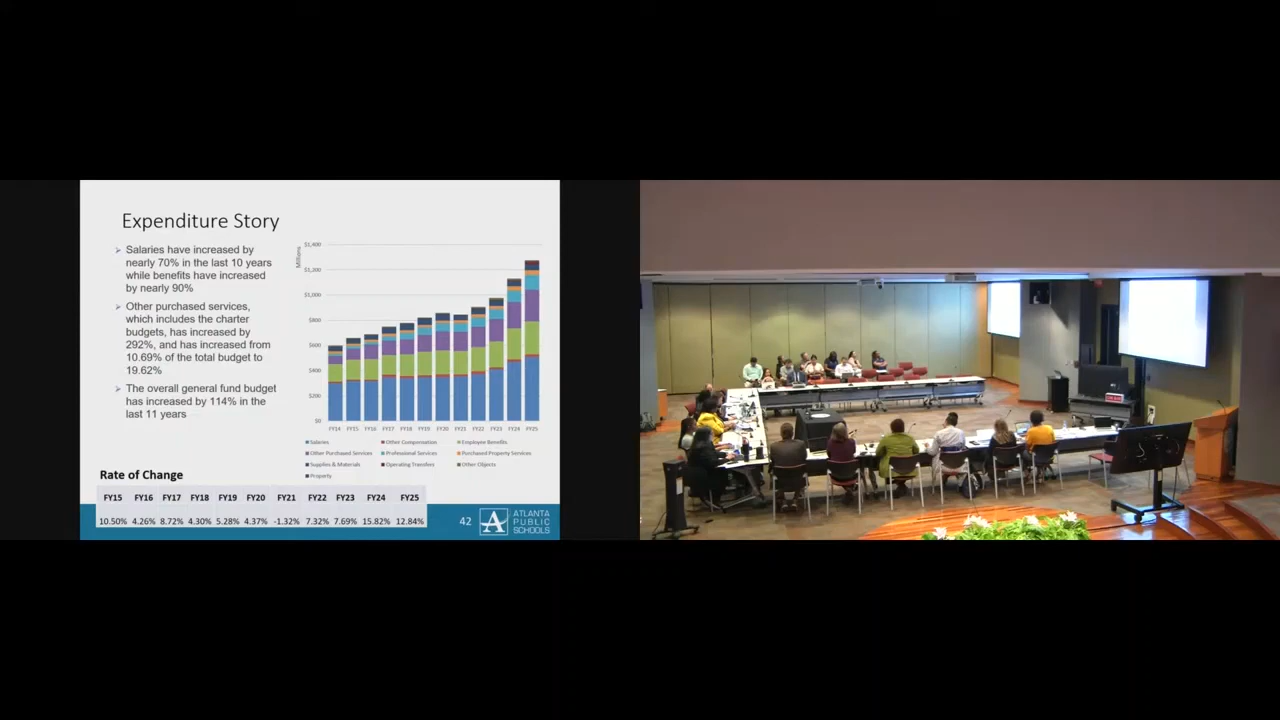 Expenditure Story
Salaries have increased by
nearly 70% in the last 10 years
while benefits have increased
by nearly 90%
Other purchased services,
which includes the charter
budgets, has increased by
292%, and has increased from
10.69% of the total budget to
19.62%
The overall general fund budget
has increased by 114% in the
last 11 years
Millions
$1,400
$1,200
$1,000
$800
$600
$400
$200
$0
FY14 FY15 FY16 FY17 FY18 FY19 FY20 FY21 FY22 FY23 FY24 FY25
Salaries Other Compensation Employee Benefits
Other Purchased Services Professional Services Purchased Property Services
Supplies & Materials Operating Transfers Other Objects
Property
Rate of Change
FY15 FY16 FY17 FY18 FY19 FY20 FY21 FY22 FY23 FY24 FY25
10.50% 4.26% 8.72% 4.30% 5.28% 4.37% -1.32% 7.32% 7.69% 15.82% 12.84%
42
ATLANTA
PUBLIC
SCHOOLS